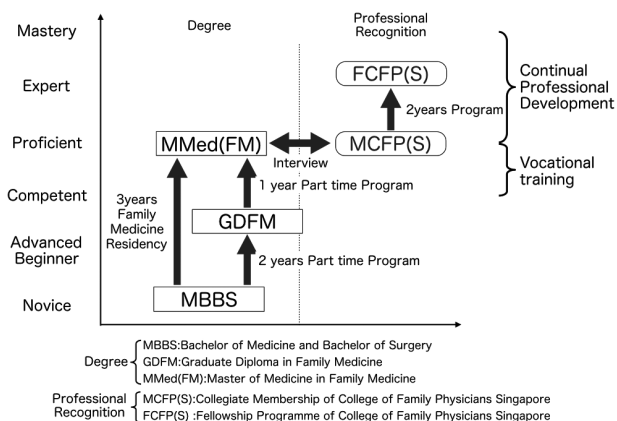 Mastery
Degree
Professional
Recognition
FCFP(S)
Continual
Professional
Development
Expert
2years Program
Proficient
MMed(FM)
MCFP(S)
Interview
Vocational
training
1 year Part time Program
Competent
3years
Family
Medicine
Residency
GDFM
Advanced
Beginner
2 years Part time Program
Novice
MBBS
Degree
MBBS:Bachelor of Medicine and Bachelor of Surgery
GDFM:Graduate Diploma in Family Medicine
MMed(FM):Master of Medicine in Family Medicine
Professional
Recognition
MCFP(S):Collegiate Membership of College of Family Physicians Singapore
FCFP(S) :Fellowship Programme of College of Family Physicians Singapore